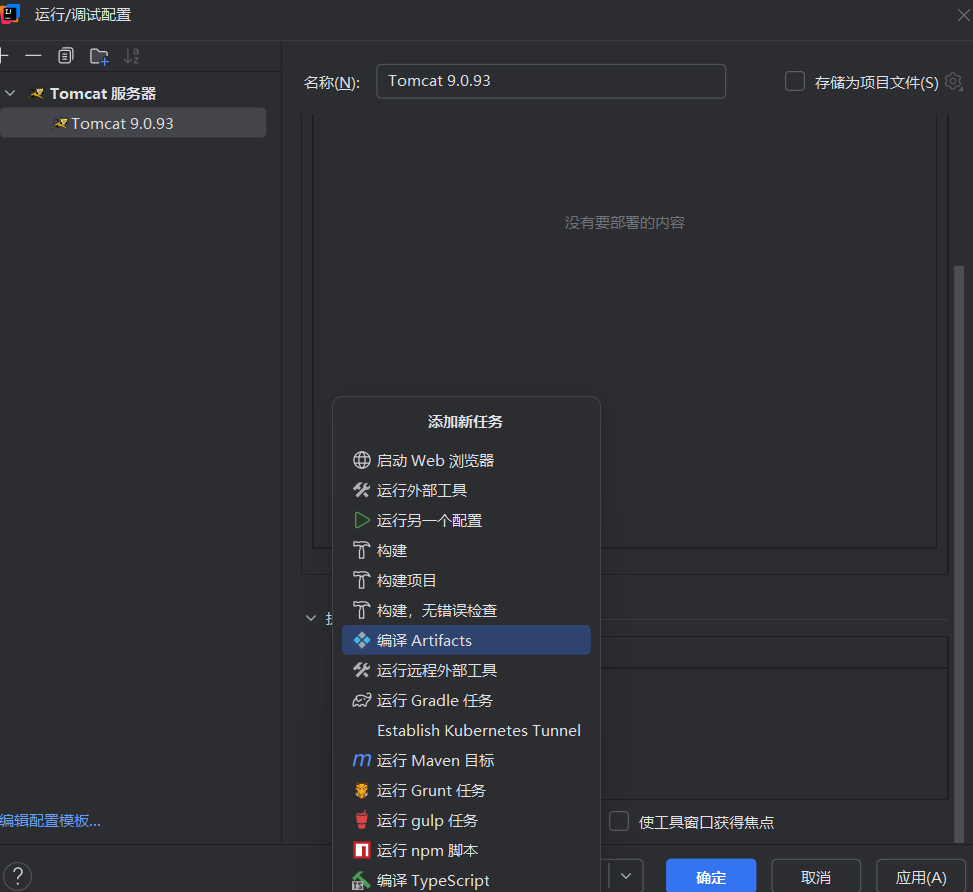 运行/调试配置
Tomcat 服务器
Tomcat 9.0.93
名称(N):
Tomcat 9.0.93
存储为项目文件(S)
没有要部署的内容
添加新任务
启动 Web 浏览器
运行外部工具
运行另一个配置
构建
构建项目
构建，无错误检查
编译 Artifacts
运行远程外部工具
运行 Gradle 任务
Establish Kubernetes Tunnel
运行 Maven 目标
运行 Grunt 任务
运行 gulp 任务
运行 npm 脚本
编译 TypeScript
使工具窗口获得焦点
编辑配置模板...
?
确定
取消
应用(A)